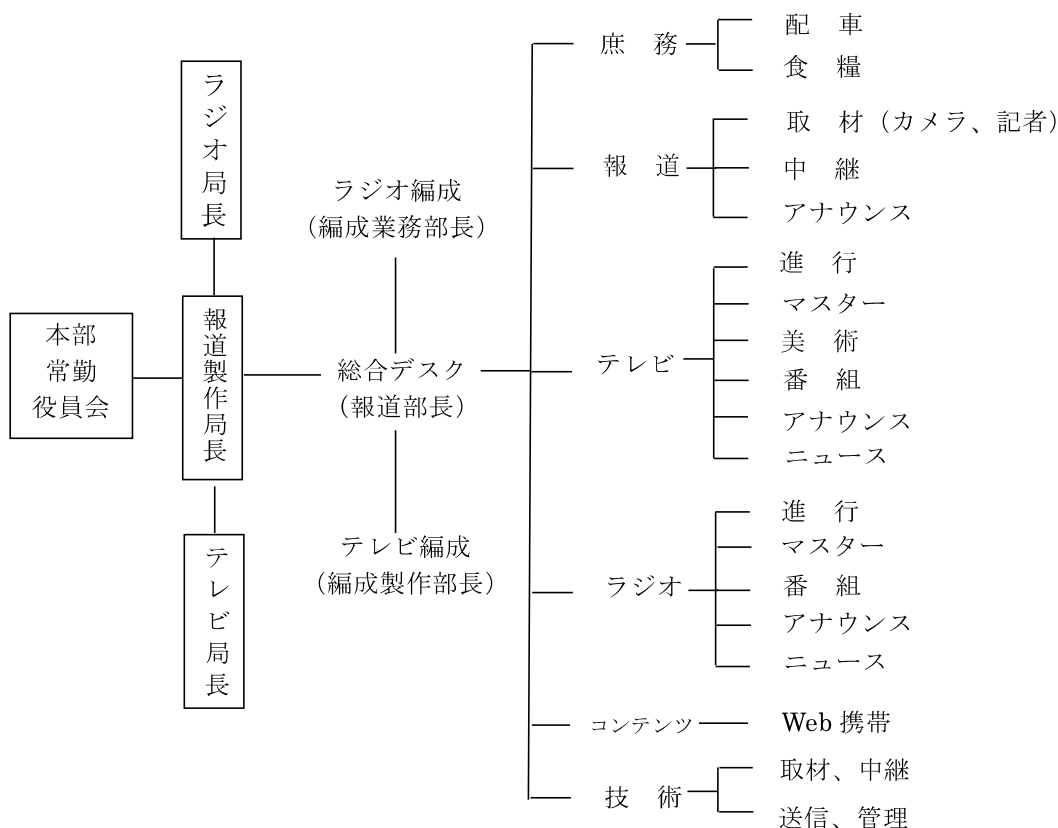 本部
常勤
役員会
ラジオ局長
報道製作局長
テレビ局長
ラジオ編成
(編成業務部長)
総合デスク
(報道部長)
テレビ編成
(編成製作部長)
庶 務
配 車
食 糧
報 道
取 材(カメラ、記者)
中 継
アナウンス
テレビ
進 行
マスター
美 術
番 組
アナウンス
ニュース
ラジオ
進 行
マスター
番 組
アナウンス
ニュース
コンテンツ
Web 携帯
技 術
取材、中継
送信、管理